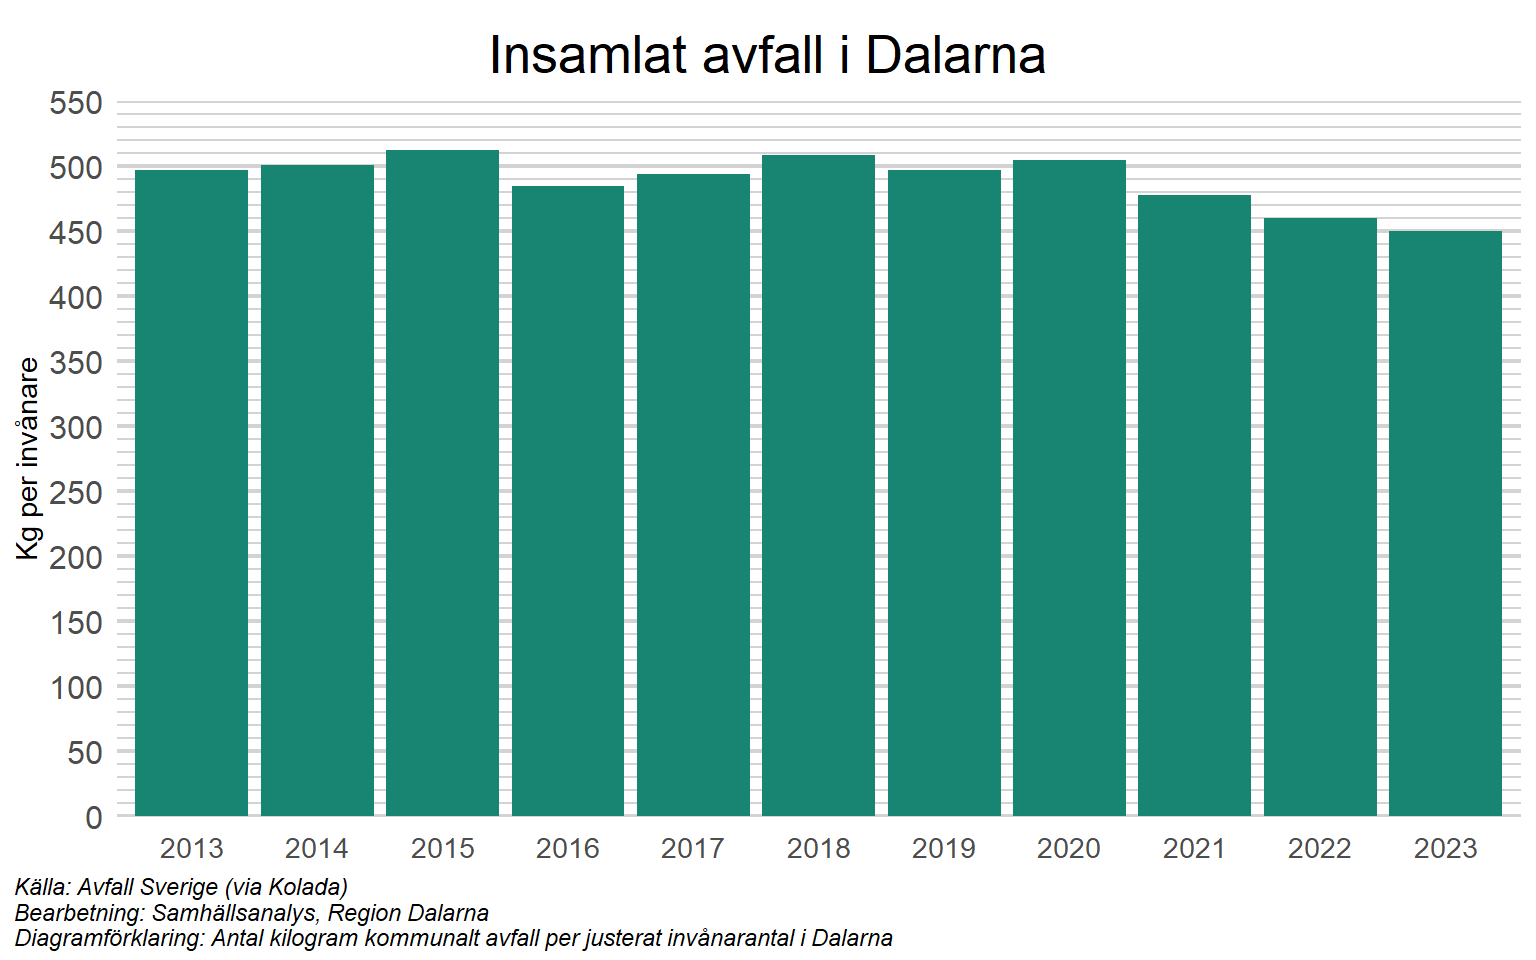 Insamlat avfall i Dalarna
550
500
450
400
350
300
250
200
150
100
50
0
Kg per invånare
2013 2014 2015 2016 2017 2018 2019 2020 2021 2022 2023
Källa: Avfall Sverige (via Kolada)
Bearbetning: Samhällsanalys, Region Dalarna
Diagramförklaring: Antal kilogram kommunalt avfall per justerat invånarantal i Dalarna